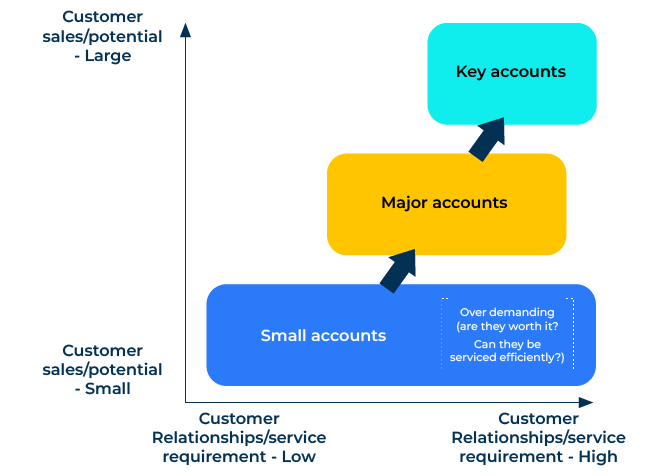 Customer
sales/potential
- Large
Key accounts
Major accounts
Small accounts
Over demanding
(are they worth it?
Can they be
serviced efficiently?)
Customer
sales/potential
- Small
Customer
Relationships/service
requirement - Low
Customer
Relationships/service
requirement - High